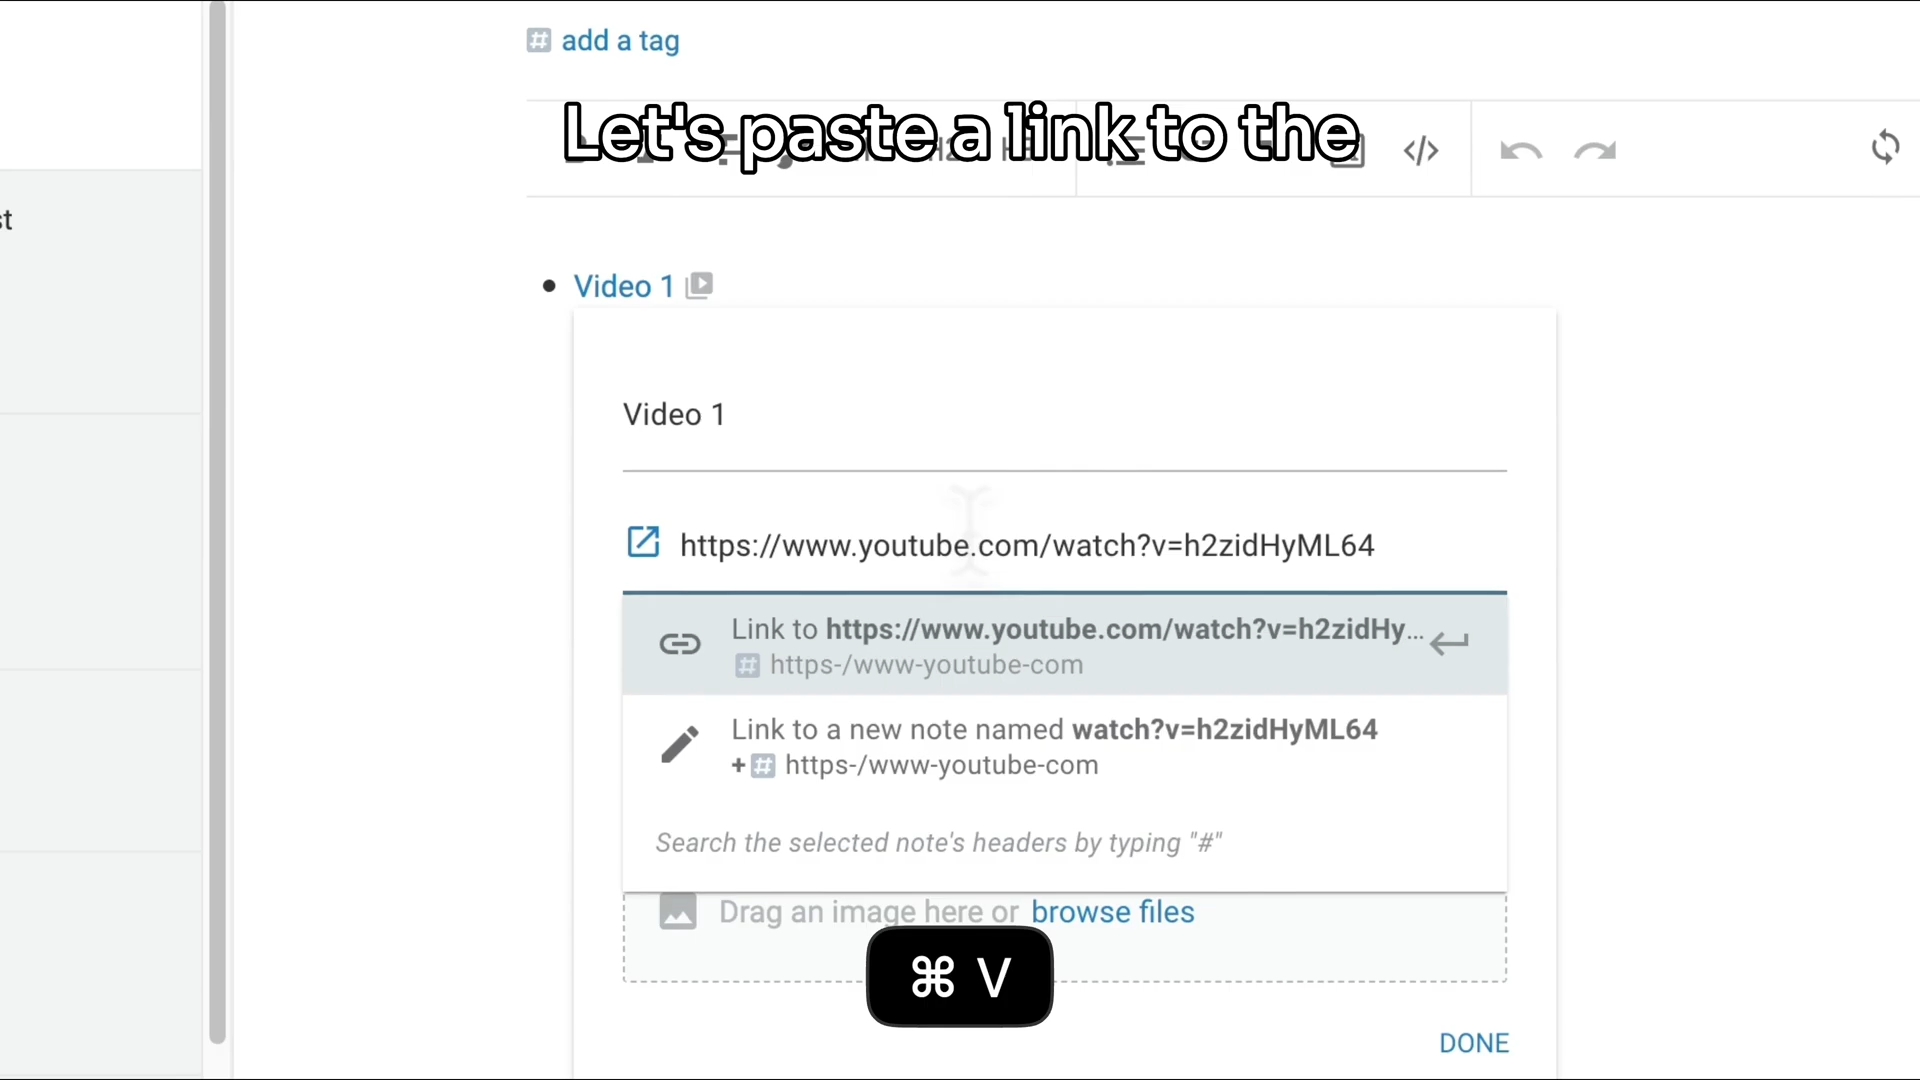 add a tag
Let's paste a link to the
st
Video 1
Video 1
https://www.youtube.com/watch?v=h2zidHyML64
Link to https://www.youtube.com/watch?v=h2zidHy...
https-/www-youtube-com
Link to a new note named watch?v=h2zidHyML64
+ # https-/www-youtube-com
Search the selected note's headers by typing "#"
Drag an image here or browse files
⌘ V
DONE